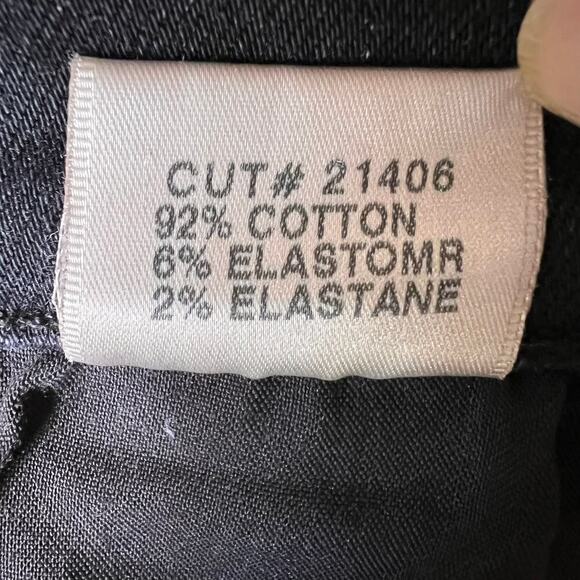 CUT# 21406
92% COTTON
6% ELASTOMR
2% ELASTANE